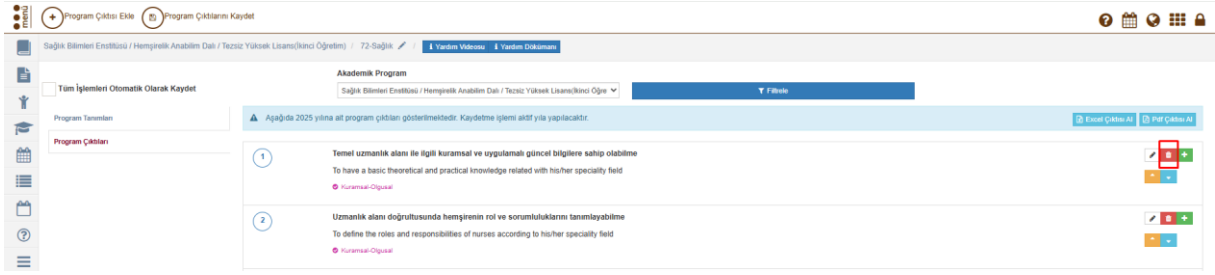 menü
Program Çıktısı Ekle
Program Çıktılarını Kaydet
Sağlık Bilimleri Enstitüsü / Hemşirelik Anabilim Dalı / Tezsiz Yüksek Lisans(İkinci Öğretim) / 72-Sağlık / Yardım Videosu Yardım Dökümanı
Akademik Program
Tüm İşlemleri Otomatik Olarak Kaydet
Sağlık Bilimleri Enstitüsü / Hemşirelik Anabilim Dalı / Tezsiz Yüksek Lisans(İkinci Öğre
Filtrele
Program Tanımları
Program Çıktıları
Aşağıda 2025 yılına ait program çıktıları gösterilmektedir. Kaydetme işlemi aktif yıla yapılacaktır.
Excel Çıktısı Al
Pdf Çıktısı Al
1
Temel uzmanlık alanı ile ilgili kuramsal ve uygulamalı güncel bilgilere sahip olabilme
To have a basic theoretical and practical knowledge related with his/her speciality field
Kuramsal-Olgusal
2
Uzmanlık alanı doğrultusunda hemşirenin rol ve sorumluluklarını tanımlayabilme
To define the roles and responsibilities of nurses according to his/her speciality field
Kuramsal-Olgusal